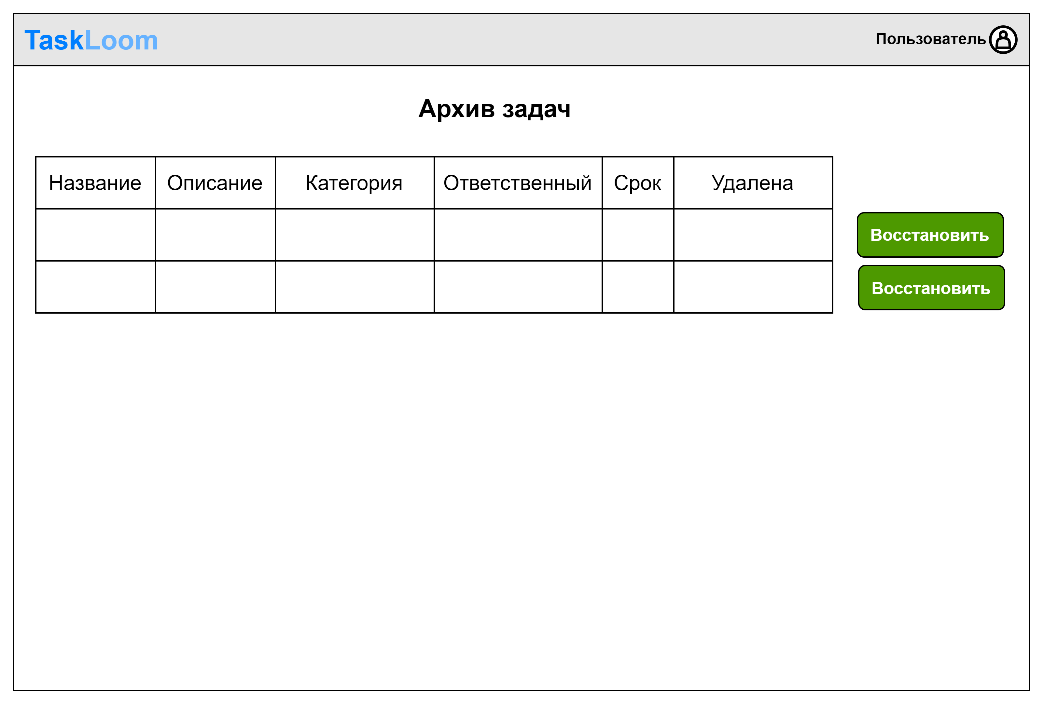 TaskLoom
Пользователь
Архив задач
Название Описание Категория Ответственный Срок Удалена
Восстановить
Восстановить